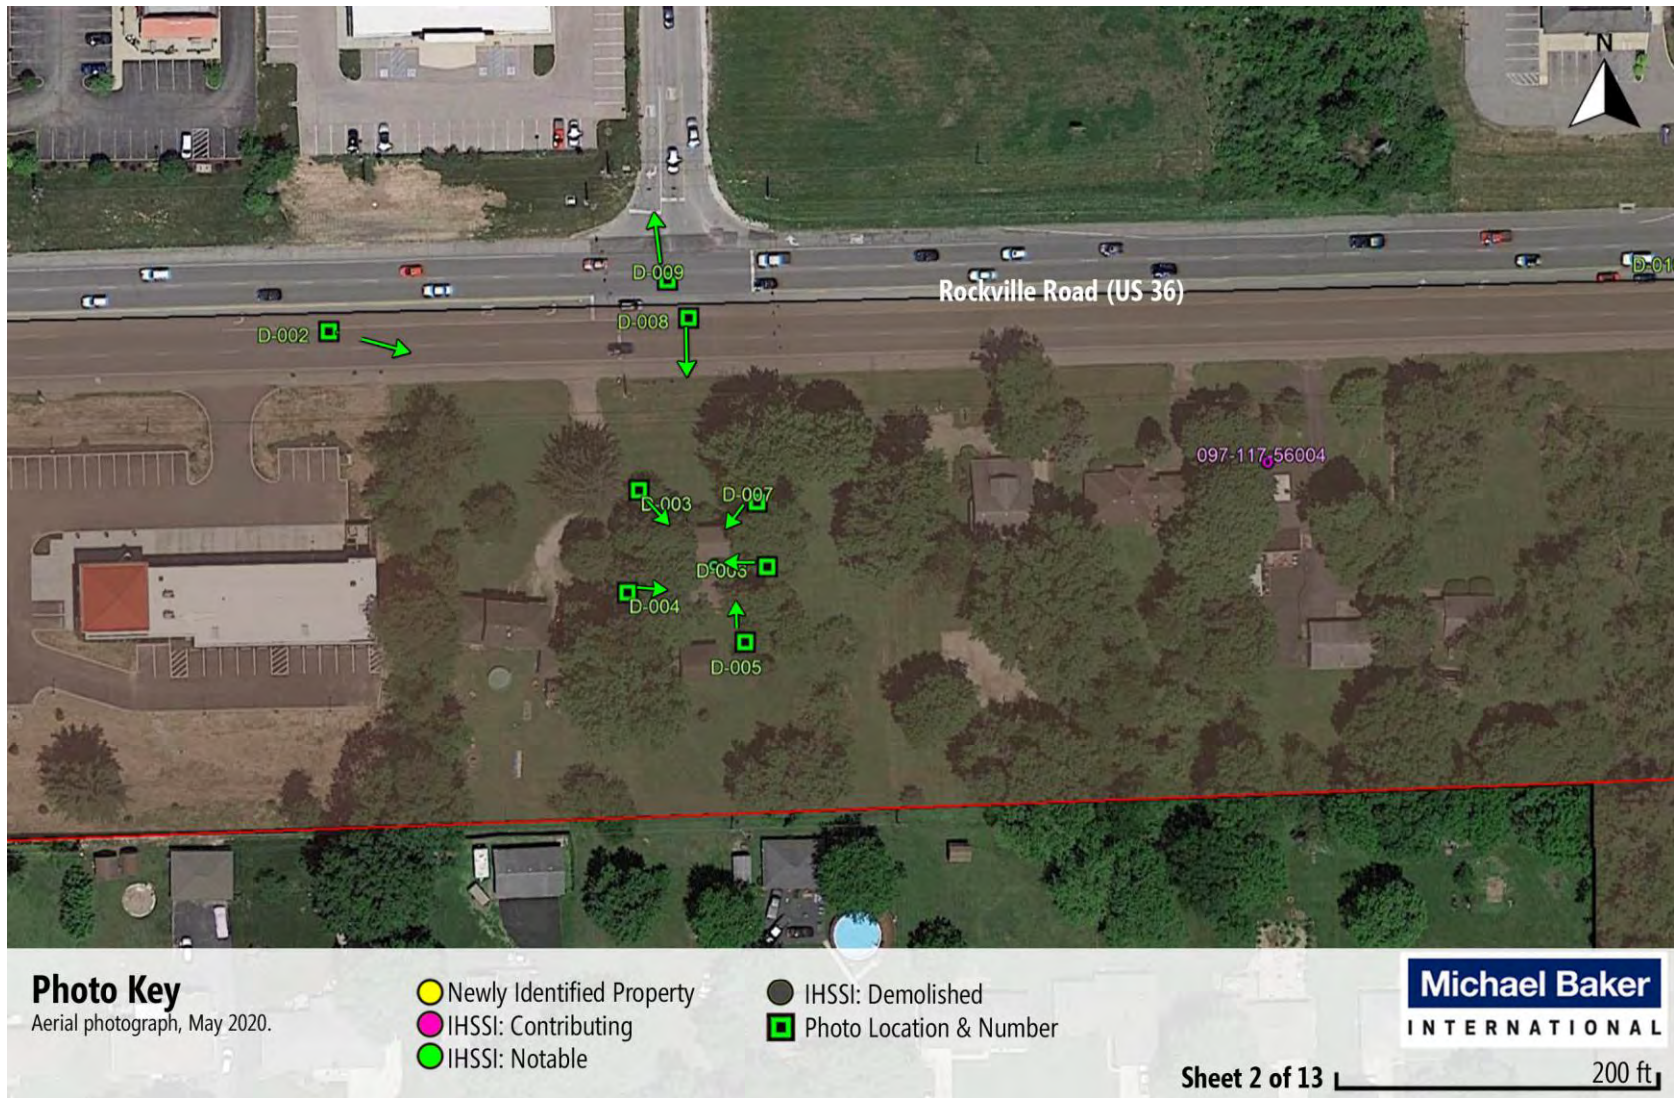 N
D-009
D-01
Rockville Road (US 36)
D-008
D-002
097-117-56004
D-003
D-007
D-006
D-004
D-005
Photo Key
Aerial photograph, May 2020.
Newly Identified Property
IHSSI: Contributing
IHSSI: Notable
IHSSI: Demolished
Photo Location & Number
Michael Baker
INTERNATIONAL
Sheet 2 of 13
200 ft